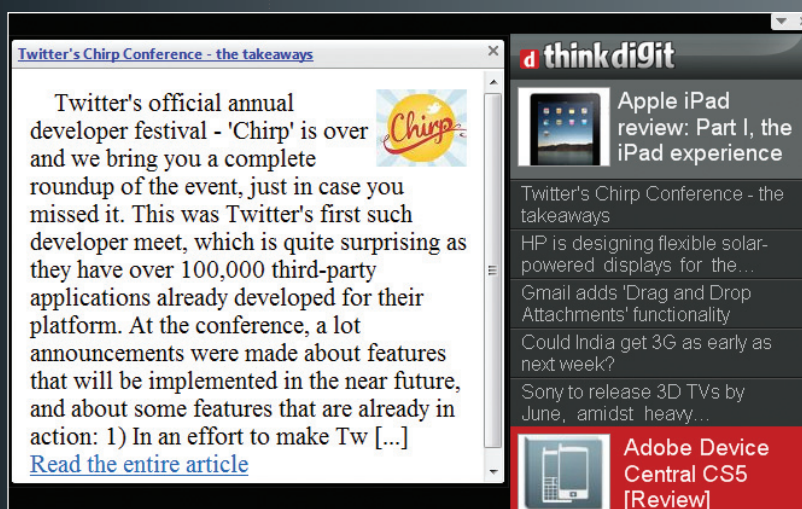 Twitter's Chirp Conference - the takeaways
Twitter's official annual
developer festival - 'Chirp' is over
and we bring you a complete
roundup of the event, just in case you
missed it. This was Twitter's first such
developer meet, which is quite surprising as
they have over 100,000 third-party
applications already developed for their
platform. At the conference, a lot
announcements were made about features
that will be implemented in the near future,
and about some features that are already in
action: 1) In an effort to make Tw [...]
Read the entire article
Chirp
d thinkdigit
Apple iPad
review: Part I, the
iPad experience
Twitter's Chirp Conference - the
takeaways
HP is designing flexible solar-
powered displays for the...
Gmail adds 'Drag and Drop
Attachments' functionality
Could India get 3G as early as
next week?
Sony to release 3D TVs by
June, amidst heavy...
Adobe Device
Central CS5
[Review]